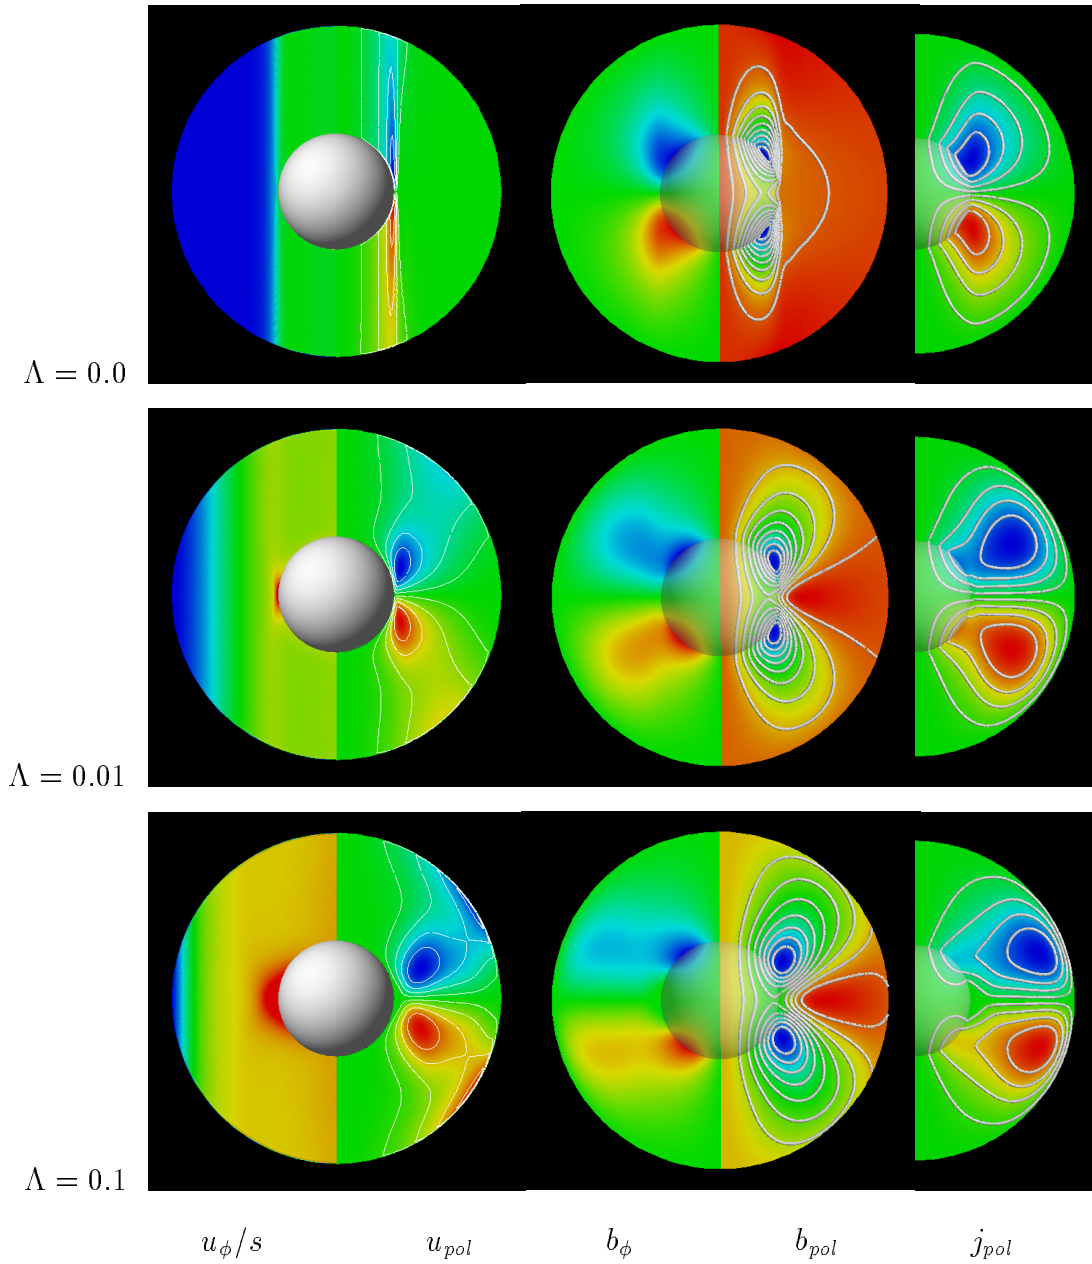 Λ = 0.0
Λ = 0.01
Λ = 0.1
u_ϕ/s u_pol b_ϕ b_pol j_pol